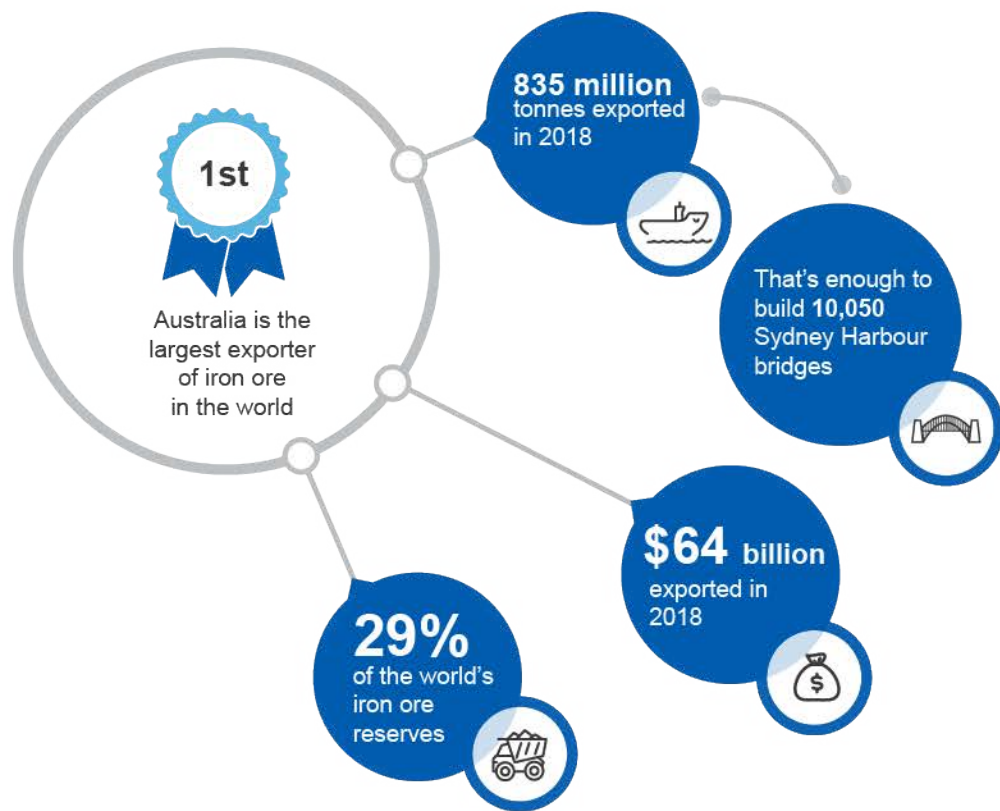 1st
Australia is the
largest exporter
of iron ore
in the world
835 million
tonnes exported
in 2018
That's enough to
build 10,050
Sydney Harbour
bridges
$64 billion
exported in
2018
$
29%
of the world's
iron ore
reserves